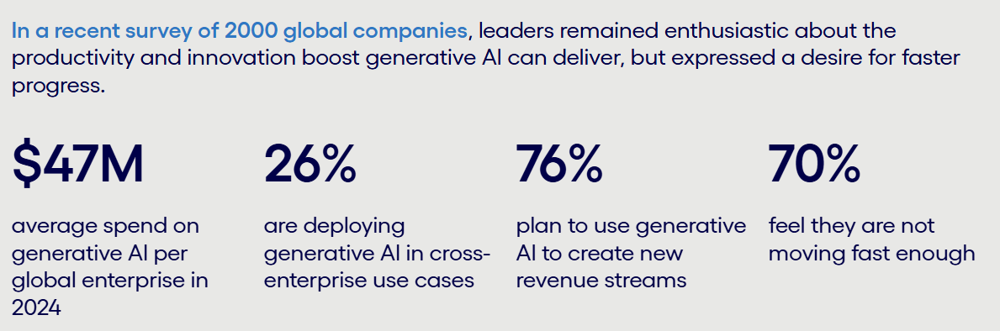 In a recent survey of 2000 global companies, leaders remained enthusiastic about the
productivity and innovation boost generative AI can deliver, but expressed a desire for faster
progress.
$47M
average spend on
generative AI per
global enterprise in
2024
26%
are deploying
generative AI in cross-
enterprise use cases
76%
plan to use generative
AI to create new
revenue streams
70%
feel they are not
moving fast enough